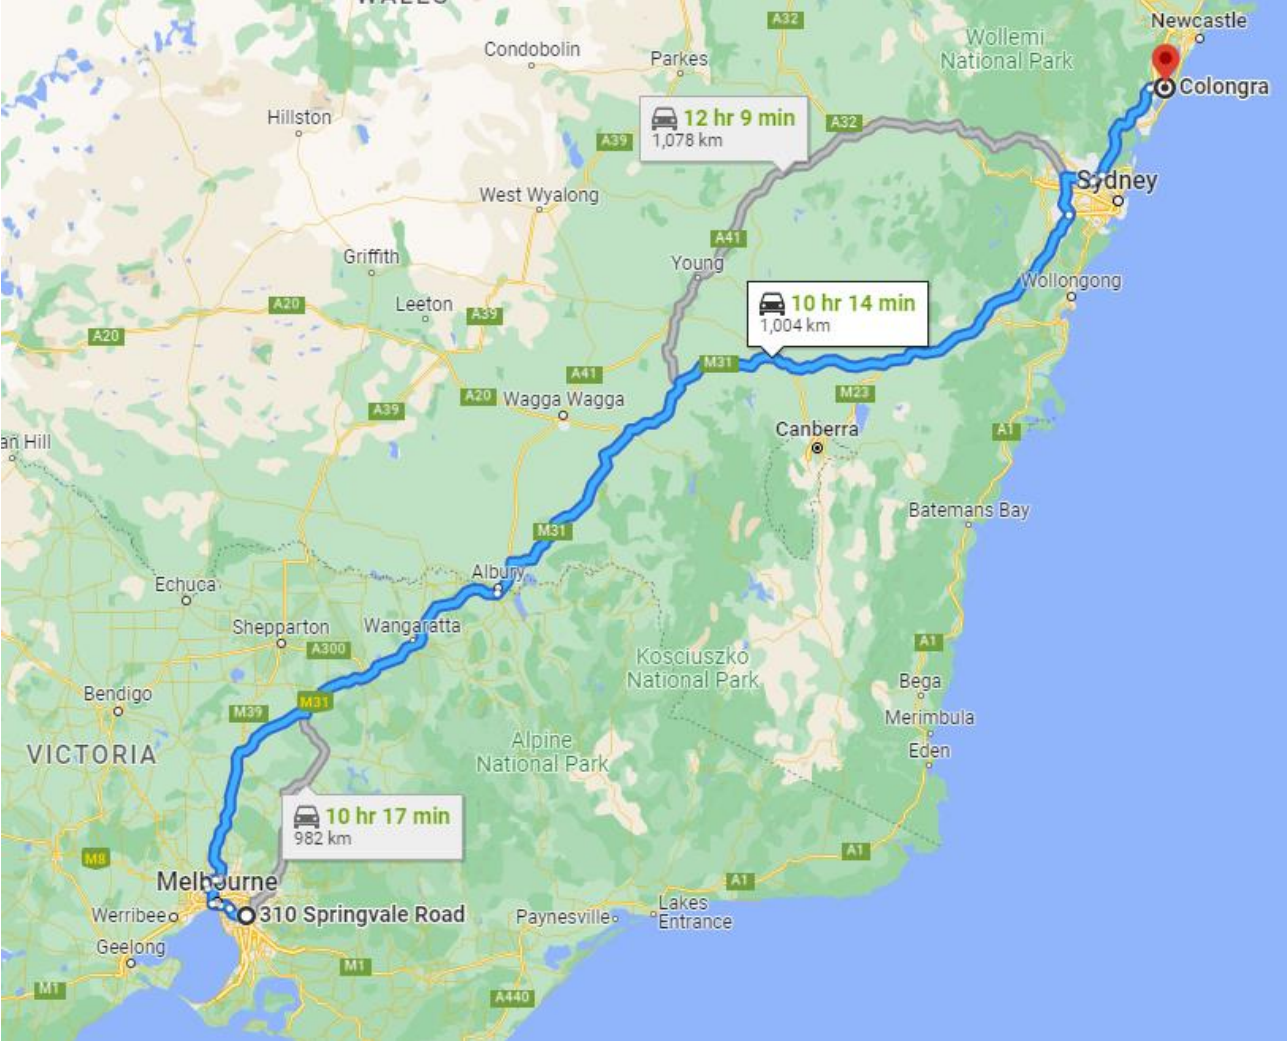 WALES
A32
Newcastle
Wollemi
National Park
Condobolin
Parkes
Colongra
12 hr 9 min
1,078 km
Hillston
A32
A39
Sydney
West Wyalong
A41
Griffith
Young
Wollongong
Leeton
10 hr 14 min
1,004 km
A20
A39
A20
M31
A41
M23
A20
Wagga Wagga
A39
Canberra
A1
an Hill
Batemans Bay
M31
Albury
Echuca
Shepparton
Wangaratta
A300
A1
Kosciuszko
National Park
Bega
Bendigo
M31
M39
Merimbula
Eden
VICTORIA
Alpine
National Park
10 hr 17 min
982 km
M8
A1
Melbourne
A1
Werribee
310 Springvale Road
Paynesville
Lakes
Entrance
Geelong
M1
M1
A440